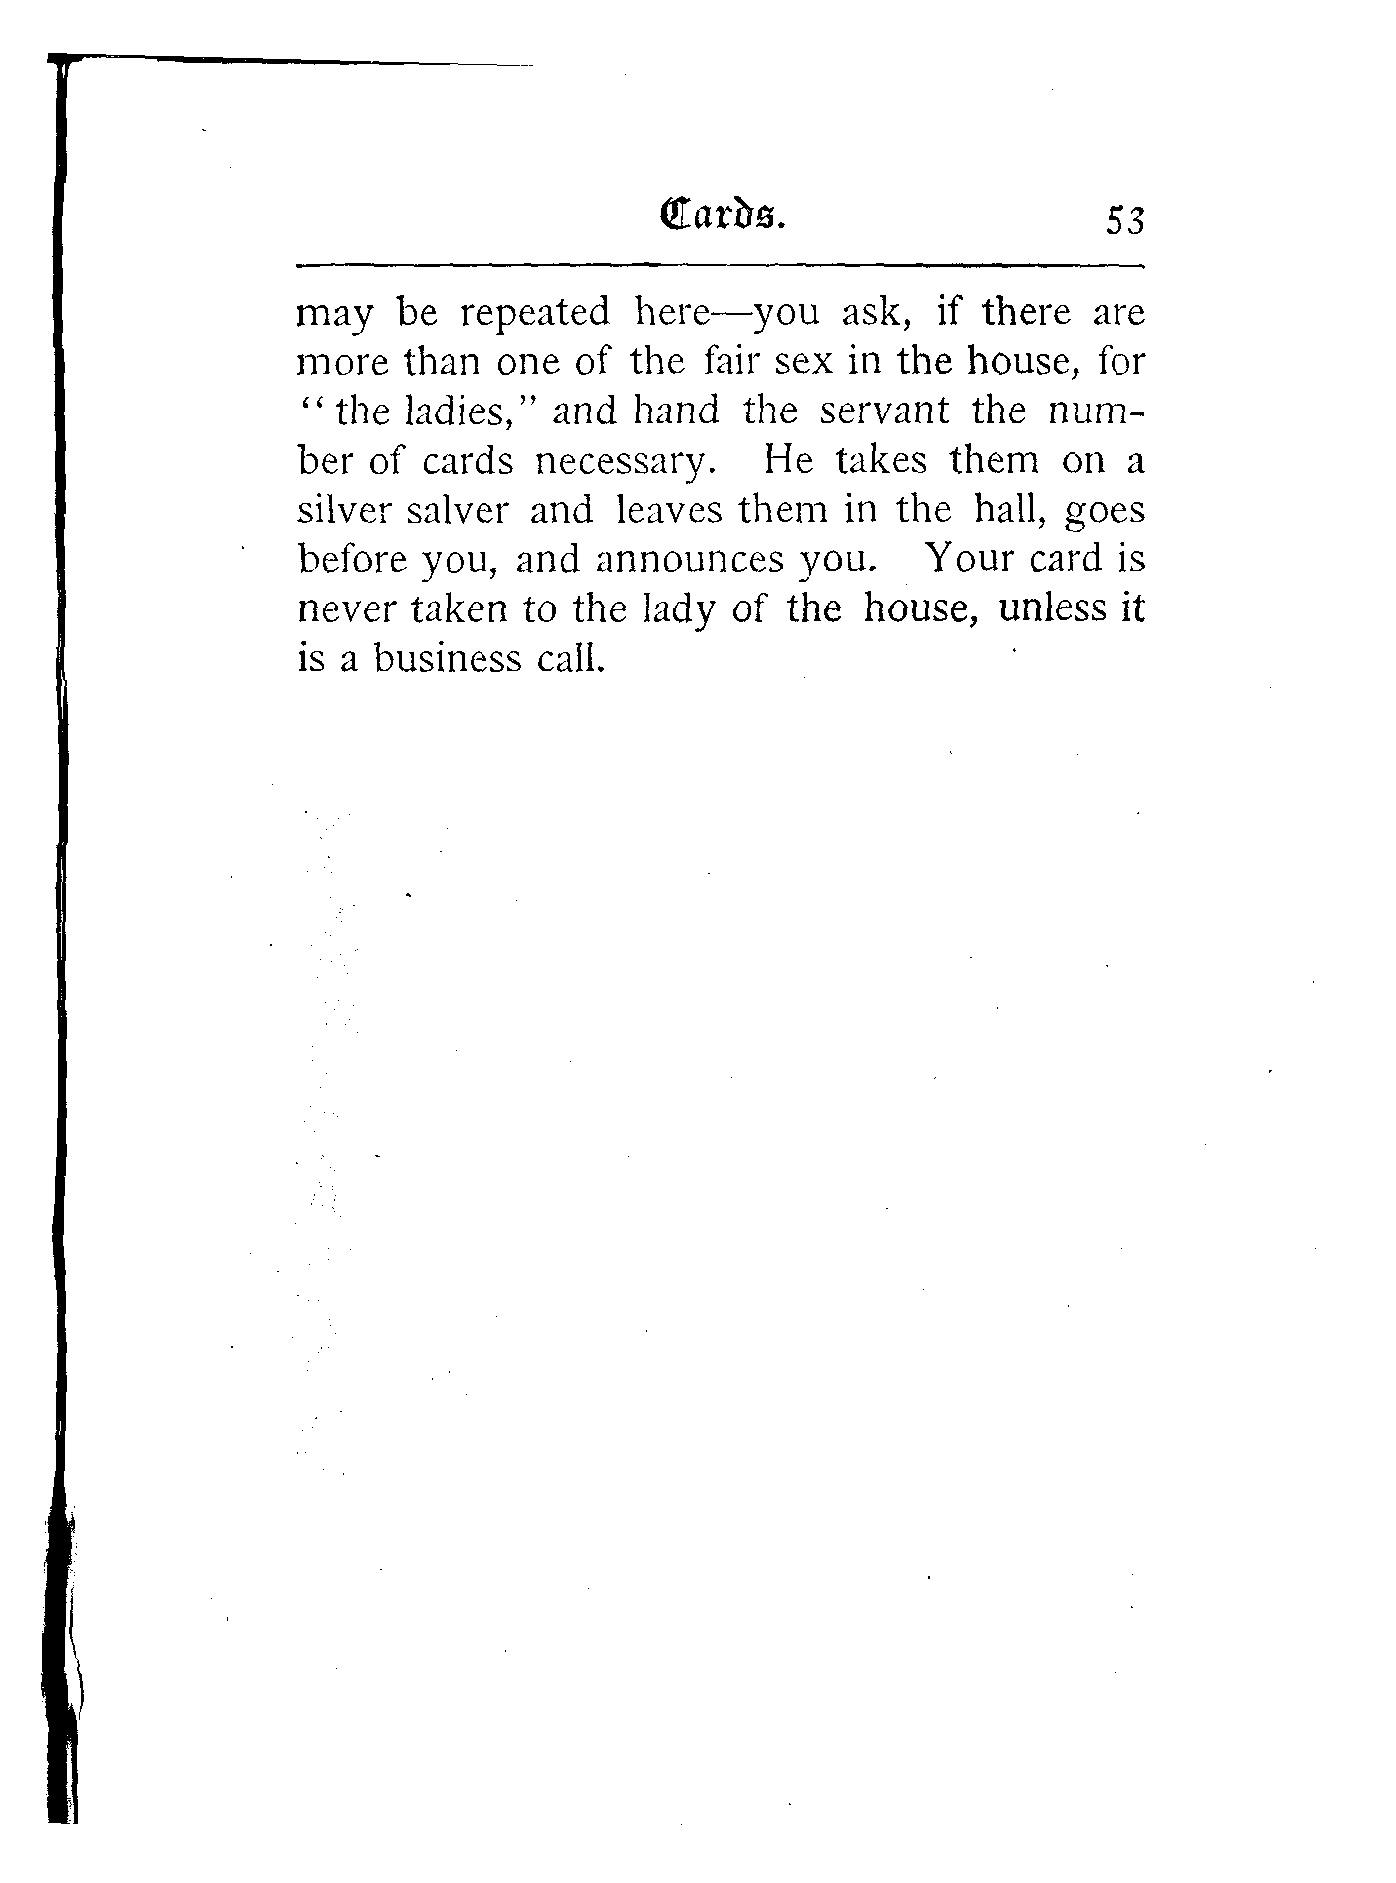 Cards. 53
may be repeated here—you ask, if there are
more than one of the fair sex in the house, for
“ the ladies,” and hand the servant the num-
ber of cards necessary. He takes them on a
silver salver and leaves them in the hall, goes
before you, and announces you. Your card is
never taken to the lady of the house, unless it
is a business call.